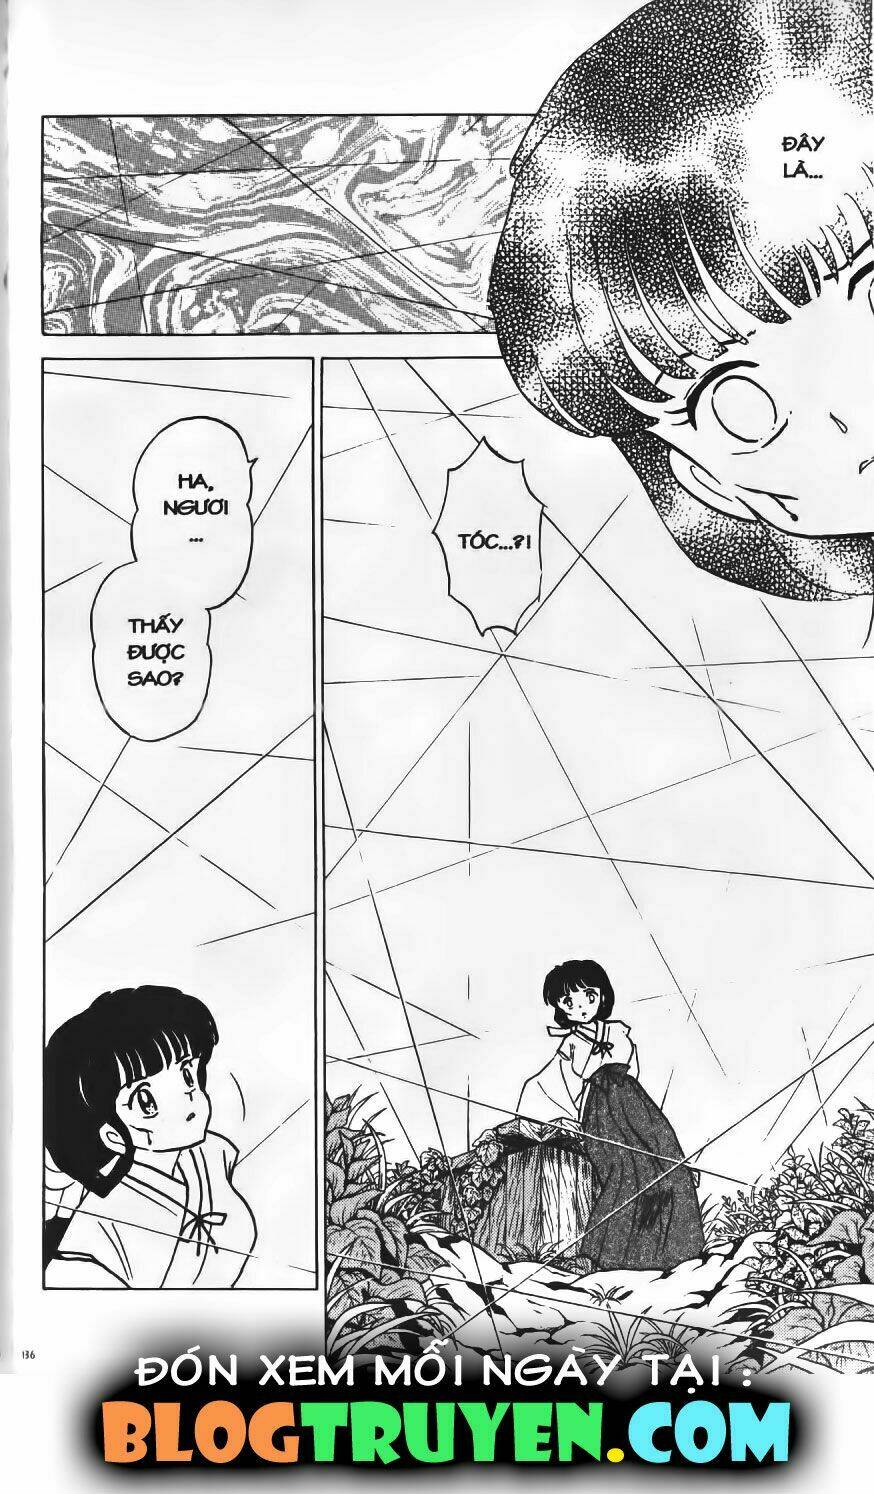 ĐÂY
LÀ...
TÓC...?!
HA,
NGƯƠI
...
THẤY
ĐƯỢC
SAO?
136
ĐÓN XEM MỖI NGÀY TẠI :
BLOGTRUYEN.COM